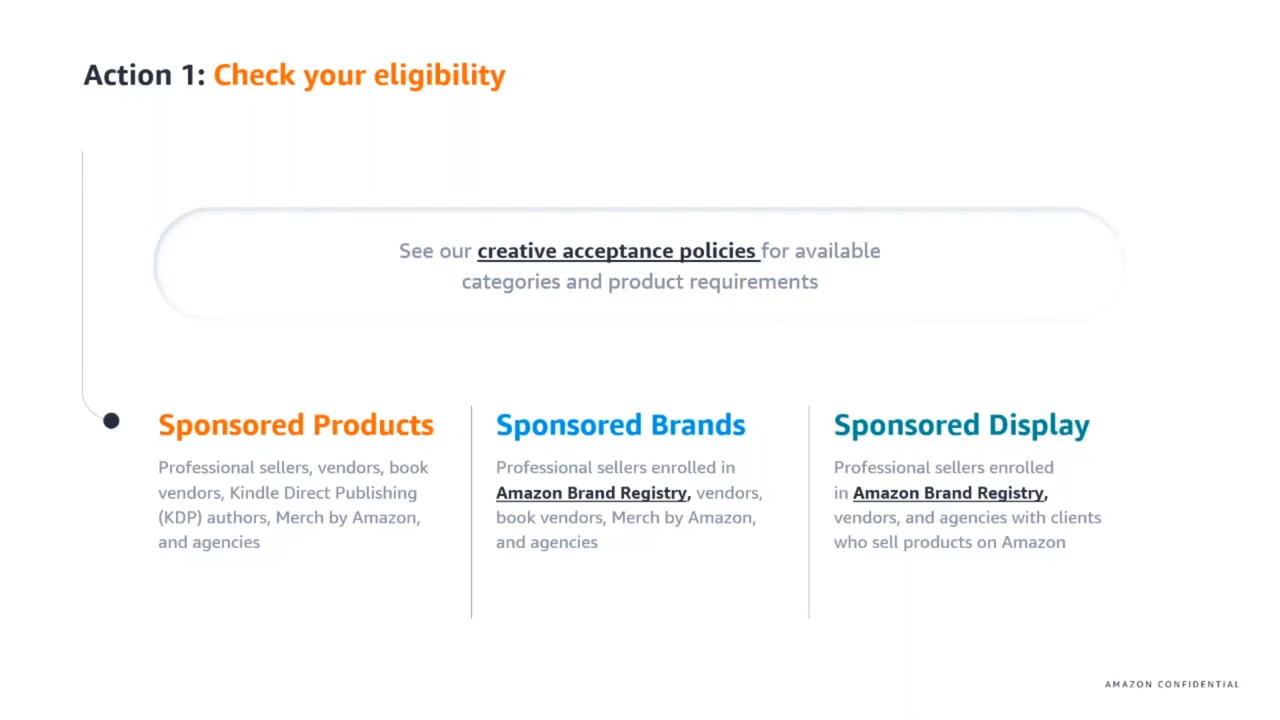 Action 1: Check your eligibility
See our creative acceptance policies for available
categories and product requirements
Sponsored Products
Professional sellers, vendors, book
vendors, Kindle Direct Publishing
(KDP) authors, Merch by Amazon,
and agencies
Sponsored Brands
Professional sellers enrolled in
Amazon Brand Registry, vendors,
book vendors, Merch by Amazon,
and agencies
Sponsored Display
Professional sellers enrolled
in Amazon Brand Registry,
vendors, and agencies with clients
who sell products on Amazon
AMAZON CONFIDENTIAL